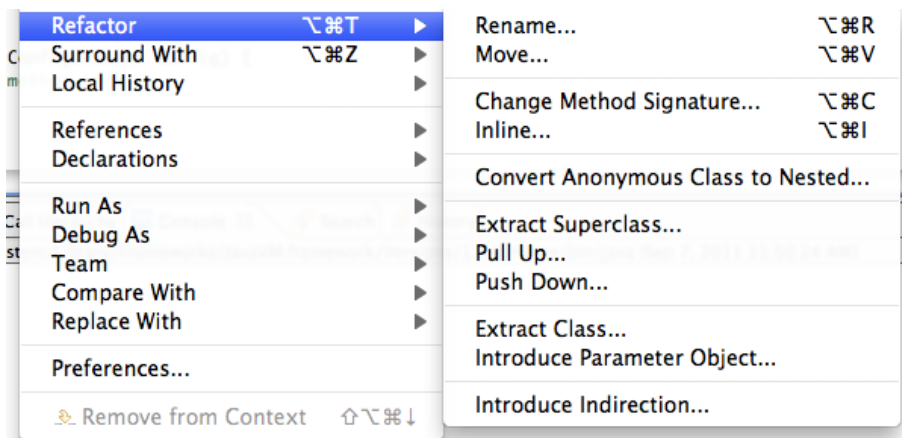 Refactor ⌥⌘T ▶
Surround With ⌥⌘Z ▶
Local History ▶
References ▶
Declarations ▶
Run As ▶
Debug As ▶
Team ▶
Compare With ▶
Replace With ▶
Preferences...
Remove from Context ⇧⌥⌘↓
Rename... ⌥⌘R
Move... ⌥⌘V
Change Method Signature... ⌥⌘C
Inline... ⌥⌘I
Convert Anonymous Class to Nested...
Extract Superclass...
Pull Up...
Push Down...
Extract Class...
Introduce Parameter Object...
Introduce Indirection...